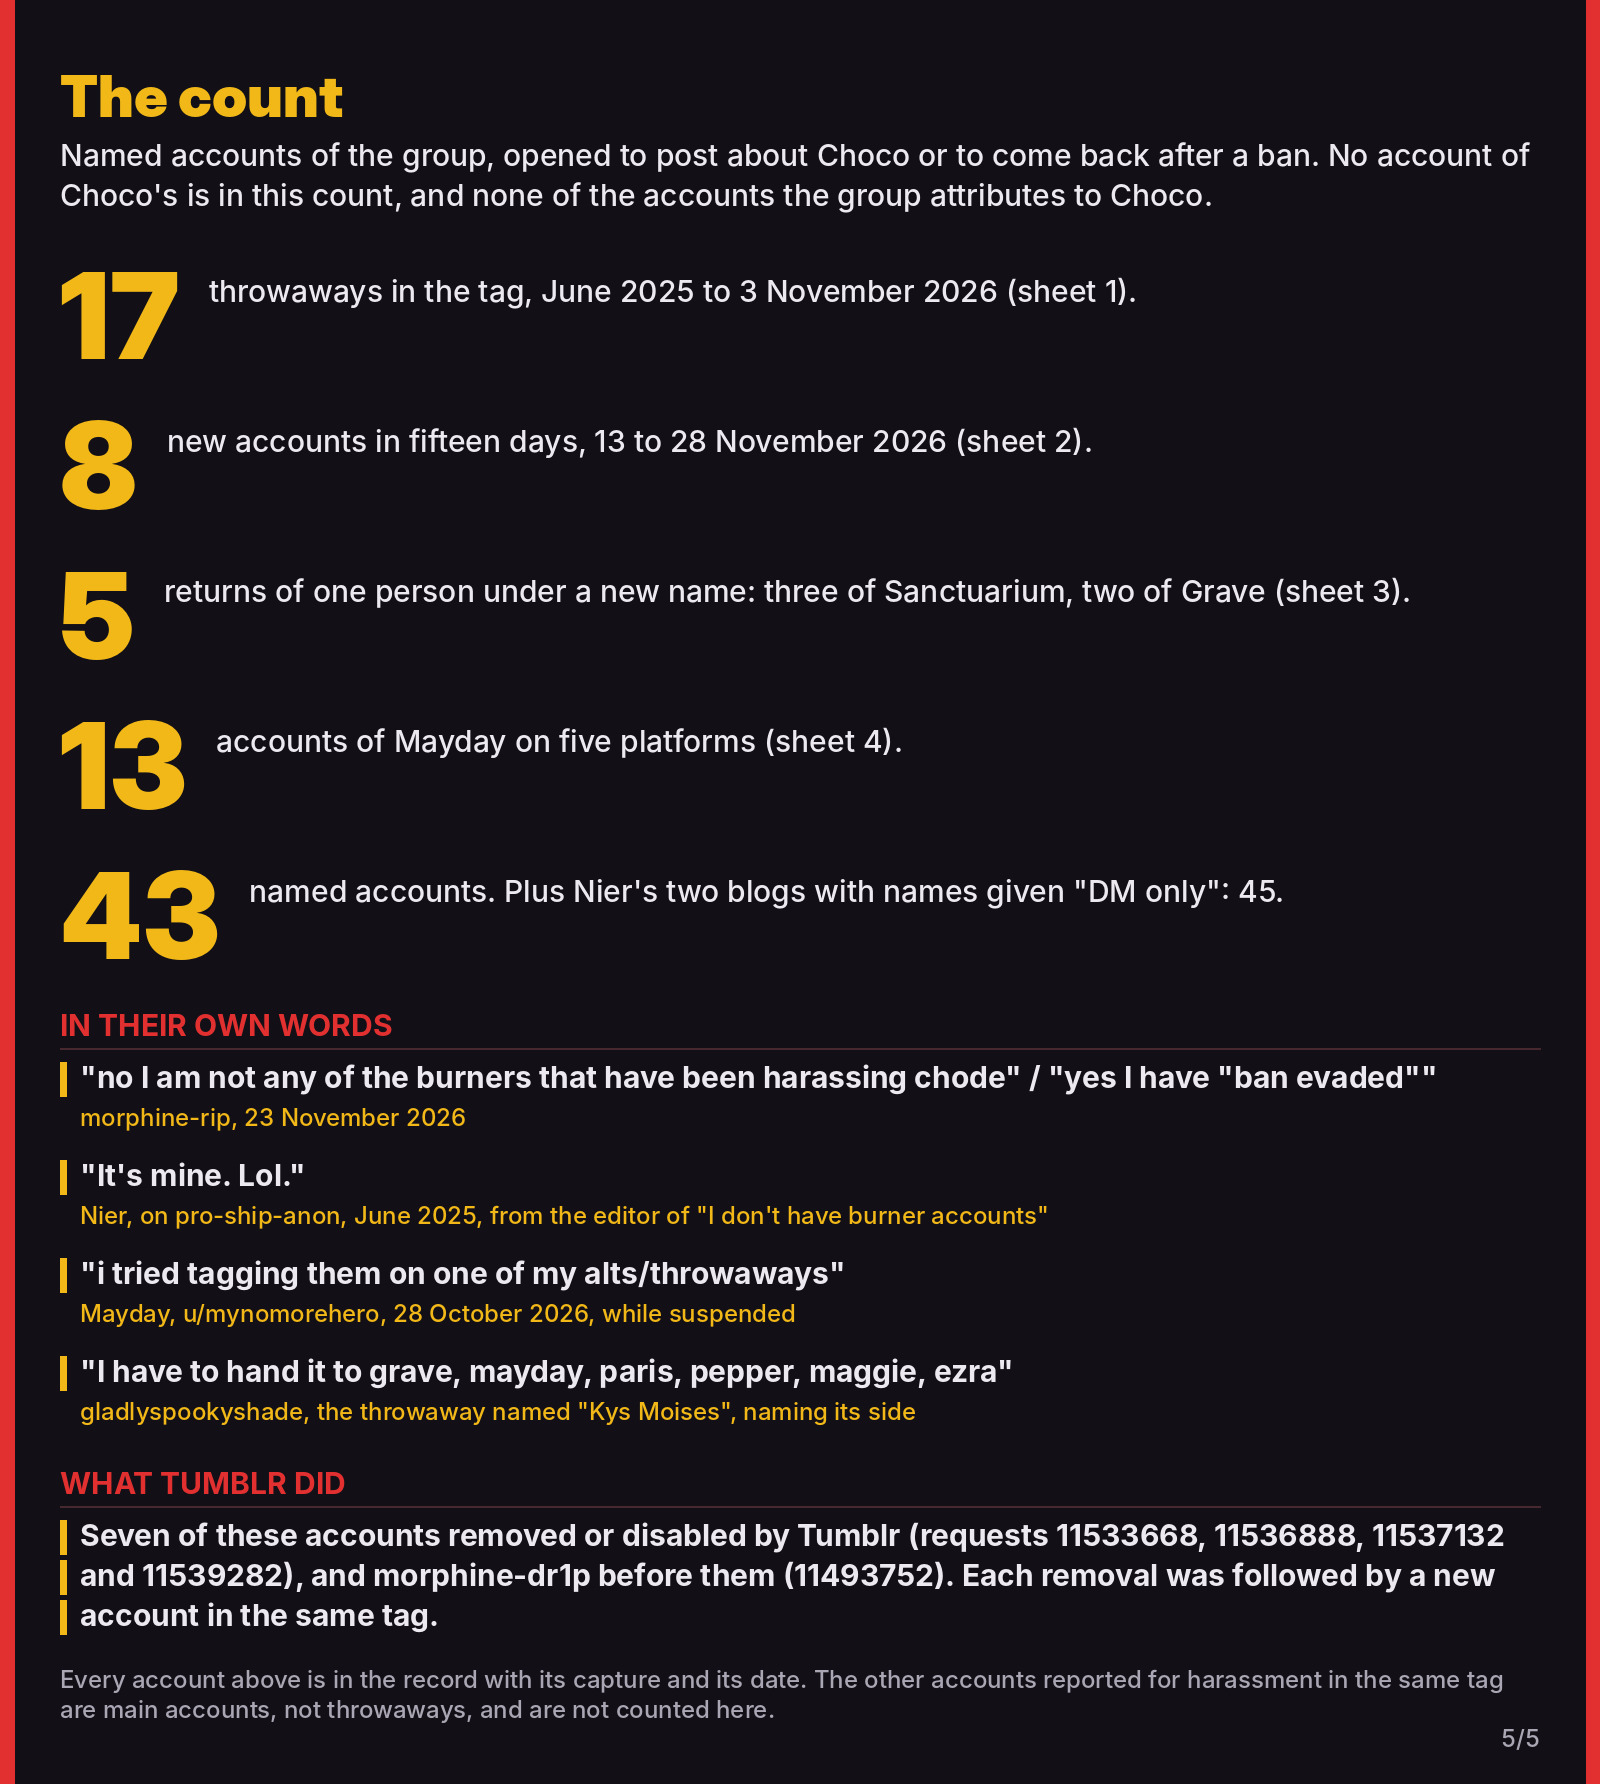 The count
Named accounts of the group, opened to post about Choco or to come back after a ban. No account of
Choco's is in this count, and none of the accounts the group attributes to Choco.
17 throwaways in the tag, June 2025 to 3 November 2026 (sheet 1).
8 new accounts in fifteen days, 13 to 28 November 2026 (sheet 2).
5 returns of one person under a new name: three of Sanctuarium, two of Grave (sheet 3).
13 accounts of Mayday on five platforms (sheet 4).
43 named accounts. Plus Nier's two blogs with names given "DM only": 45.
IN THEIR OWN WORDS
"no I am not any of the burners that have been harassing chode" / "yes I have "ban evaded""
morphine-rip, 23 November 2026
"It's mine. Lol."
Nier, on pro-ship-anon, June 2025, from the editor of "I don't have burner accounts"
"i tried tagging them on one of my alts/throwaways"
Mayday, u/mynomorehero, 28 October 2026, while suspended
"I have to hand it to grave, mayday, paris, pepper, maggie, ezra"
gladlyspookyshade, the throwaway named "Kys Moises", naming its side
WHAT TUMBLR DID
Seven of these accounts removed or disabled by Tumblr (requests 11533668, 11536888, 11537132
and 11539282), and morphine-dr1p before them (11493752). Each removal was followed by a new
account in the same tag.
Every account above is in the record with its capture and its date. The other accounts reported for harassment in the same tag
are main accounts, not throwaways, and are not counted here.
5/5